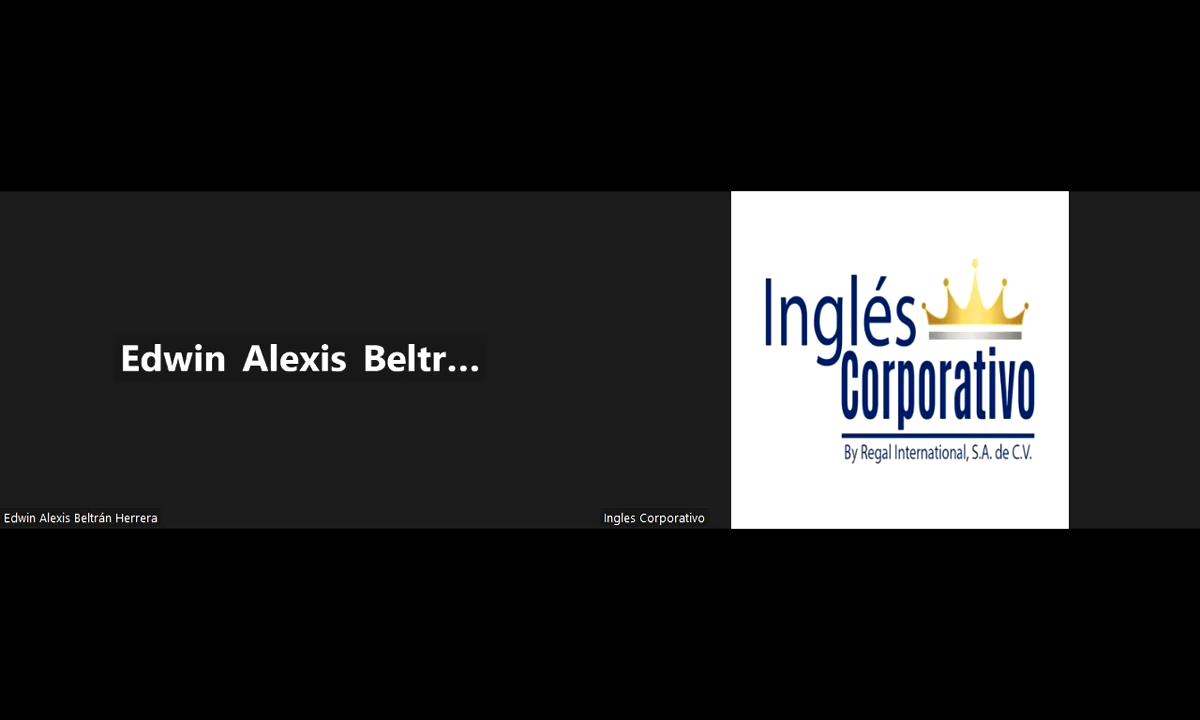 Edwin Alexis Beltr...
Edwin Alexis Beltrán Herrera
Inglés
Corporativo
By Regal International, S.A. de C.V.
Ingles Corporativo